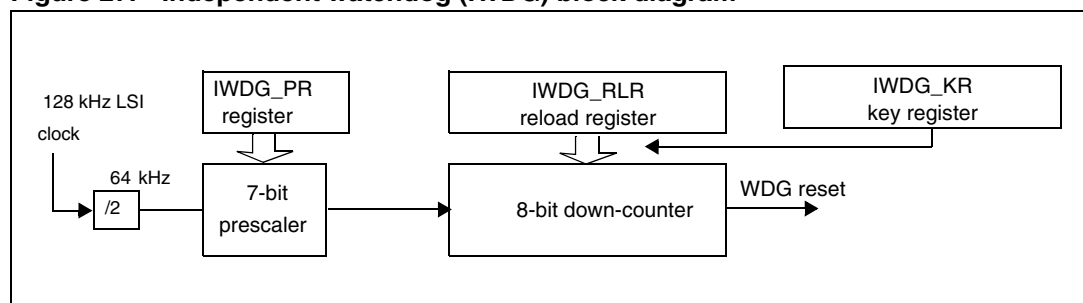 Figure Independent watchdog (IWDG) block diagram
IWDG_PR
register
IWDG_RLR
reload register
IWDG_KR
key register
128 kHz LSI
clock
64 kHz
/2
7-bit
prescaler
8-bit down-counter
WDG reset